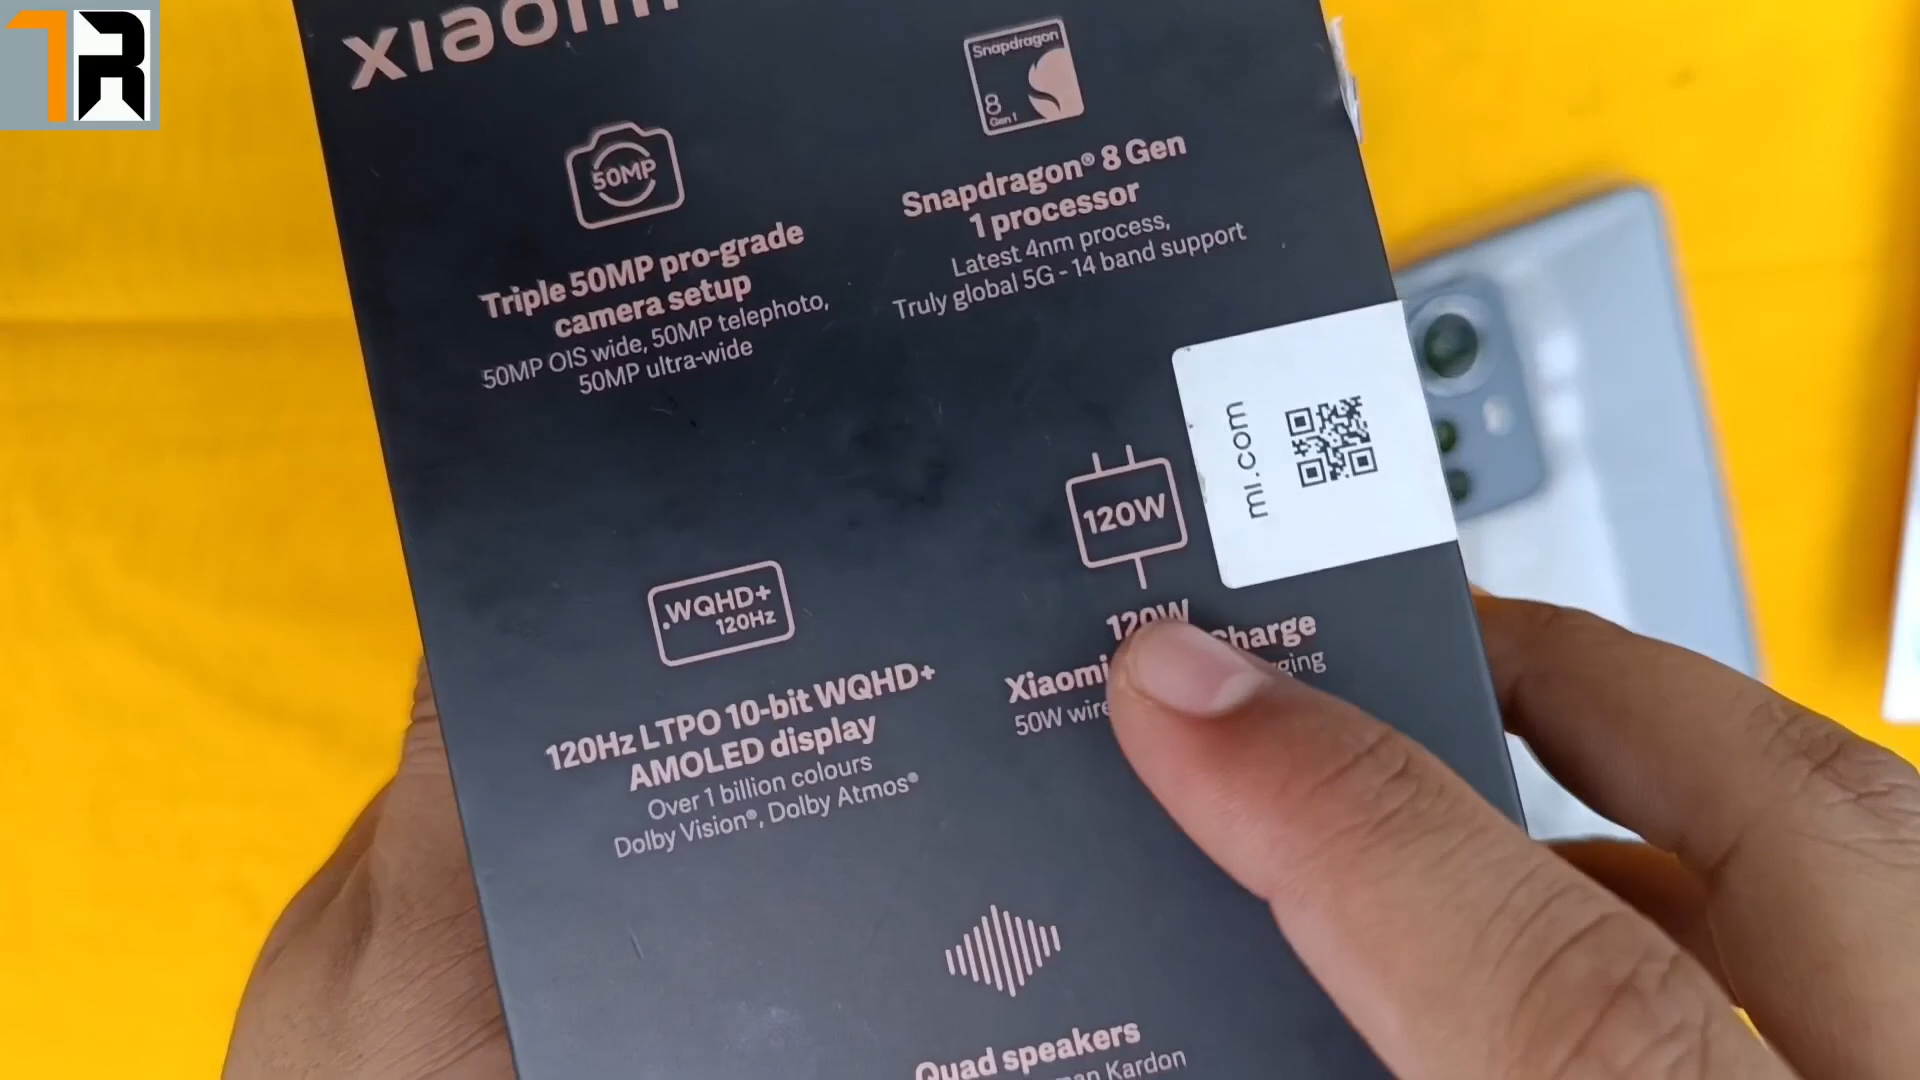 TR
xiaomi
50MP
Triple 50MP pro-grade
camera setup
50MP OIS wide, 50MP telephoto,
50MP ultra-wide
Snapdragon
8
Gen 1
Snapdragon® 8 Gen
1 processor
Latest 4nm process,
Truly global 5G - 14 band support
mi.com
WQHD+
120Hz
120Hz LTPO 10-bit WQHD+
AMOLED display
Over 1 billion colours
Dolby Vision®, Dolby Atmos®
120W
120W
Xiaomi
50W
Quad speakers
Kardon